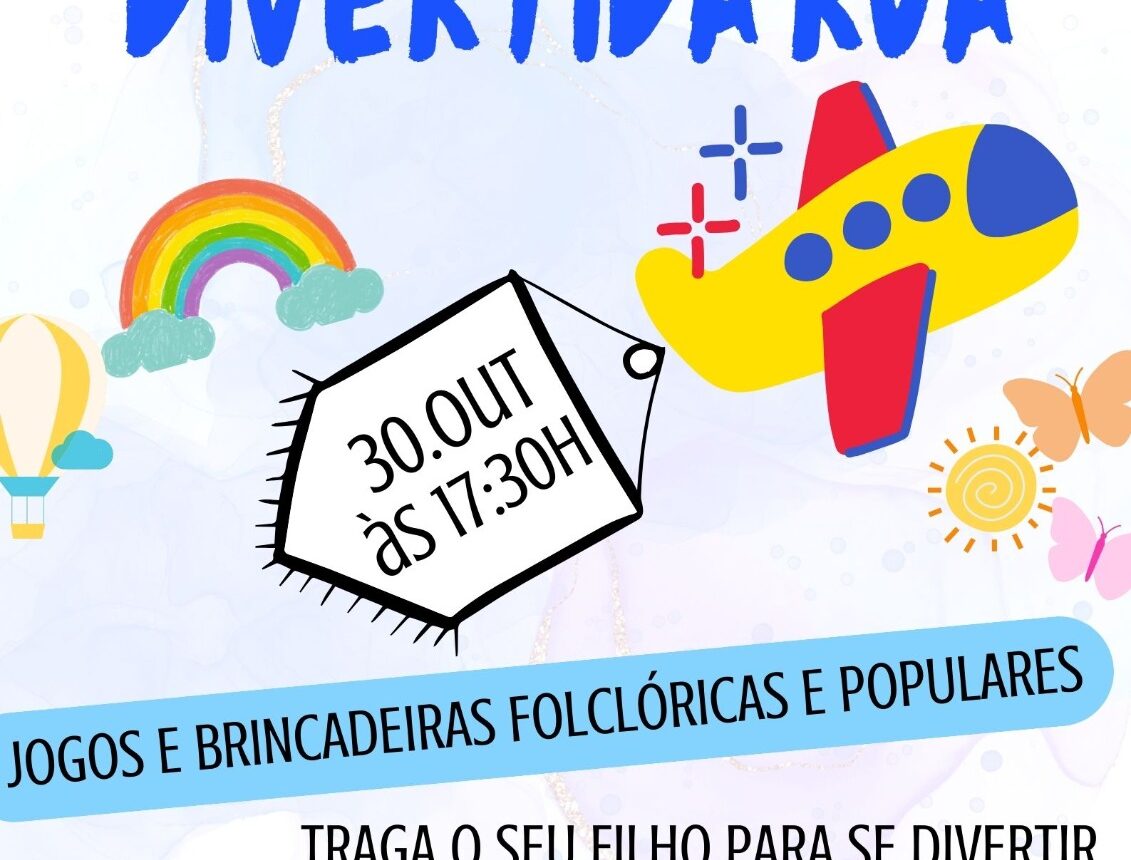 DIVERTIDA RUA
30.OUT
ÀS 17:30H
JOGOS E BRINCADEIRAS FOLCLÓRICAS E POPULARES
TRAGA O SEU FILHO PARA SE DIVERTIR